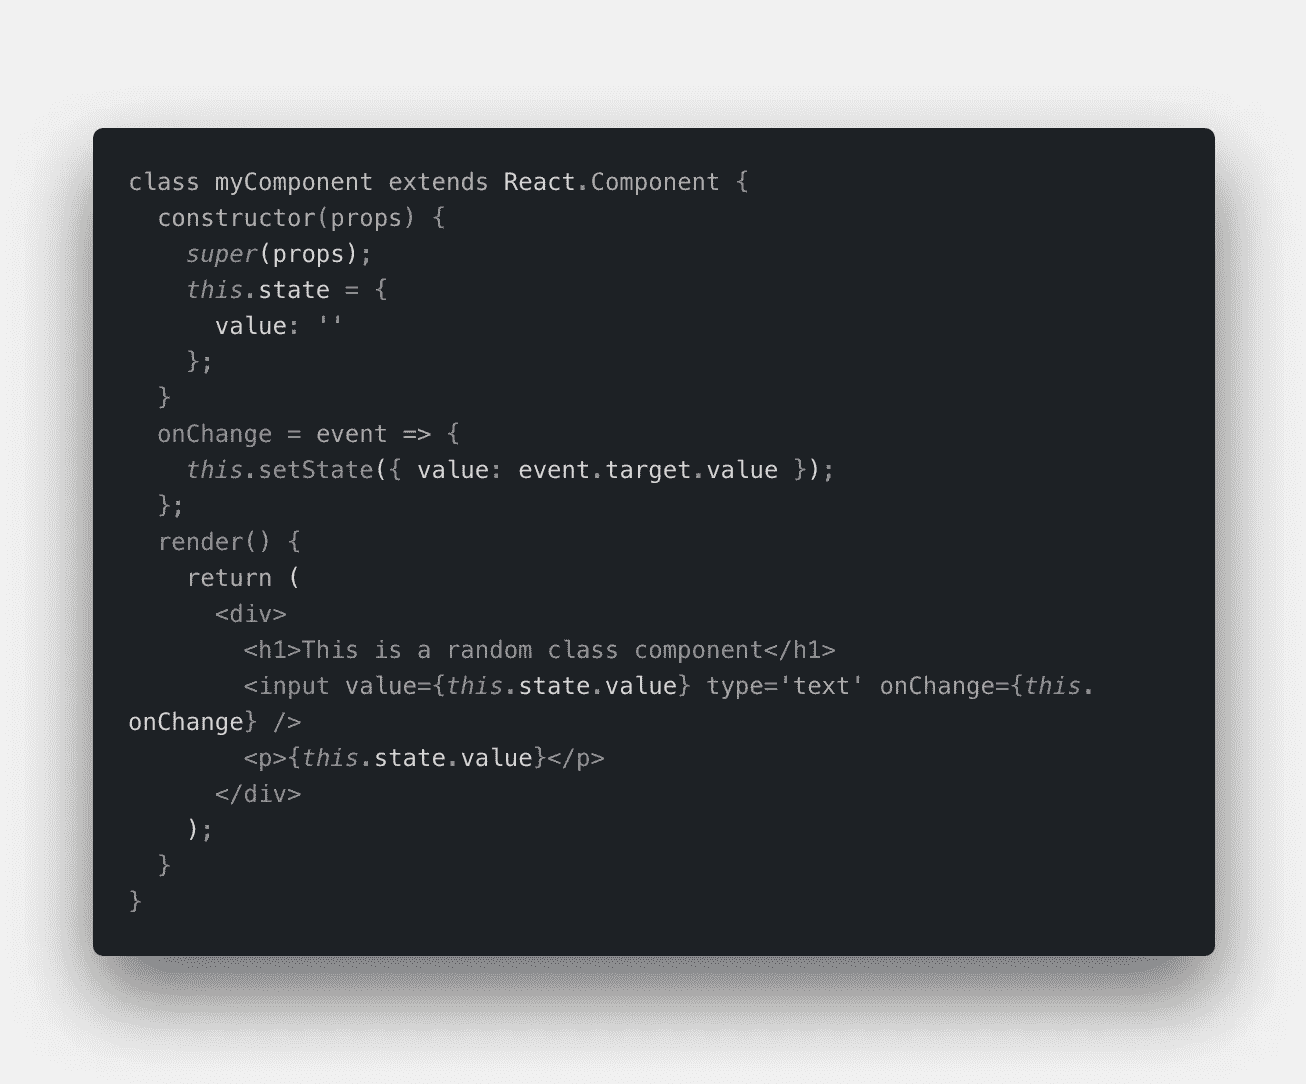 class myComponent extends React.Component {
  constructor(props) {
    super(props);
    this.state = {
      value: ''
    };
  }
  onChange = event => {
    this.setState({ value: event.target.value });
  };
  render() {
    return (
      <div>
        <h1>This is a random class component</h1>
        <input value={this.state.value} type='text' onChange={this.
onChange} />
        <p>{this.state.value}</p>
      </div>
    );
  }
}